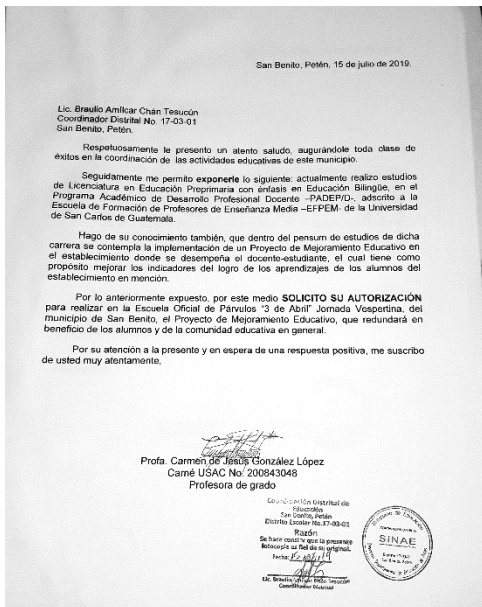 San Benito, Petén, 15 de julio de 2019.
Lic. Braulio Amílcar Chán Tesucún
Coordinador Distrital No. 17-03-01
San Benito, Petén.
Respetuosamente le presento un atento saludo, augurándole toda clase de
éxitos en la coordinación de las actividades educativas de este municipio.
Seguidamente me permito exponerle lo siguiente: actualmente realizo estudios
de Licenciatura en Educación Preprimaria con énfasis en Educación Bilingüe, en el
Programa Académico de Desarrollo Profesional Docente –PADEP/D-, adscrito a la
Escuela de Formación de Profesores de Enseñanza Media –EFPEM- de la Universidad
de San Carlos de Guatemala.
Hago de su conocimiento también, que dentro del pensum de estudios de dicha
carrera se contempla la implementación de un Proyecto de Mejoramiento Educativo en
el establecimiento donde se desempeña el docente-estudiante, el cual tiene como
propósito mejorar los indicadores del logro de los aprendizajes de los alumnos del
establecimiento en mención.
Por lo anteriormente expuesto, por este medio SOLICITO SU AUTORIZACIÓN
para realizar en la Escuela Oficial de Párvulos “3 de Abril” Jornada Vespertina, del
municipio de San Benito, el Proyecto de Mejoramiento Educativo, que redundará en
beneficio de los alumnos y de la comunidad educativa en general.
Por su atención a la presente y en espera de una respuesta positiva, me suscribo
de usted muy atentamente,
Profa. Carmen de Jesús González López
Carné USAC No. 200843048
Profesora de grado
Coordinación Distrital de
Educación
San Benito, Petén
Distrito Escolar No.17-03-01
Razón
Se hace constar que la presente
fotocopia es fiel de su original.
Fecha:
Lic. Braulio Tesucún
Coordinador Distrital
SINAE